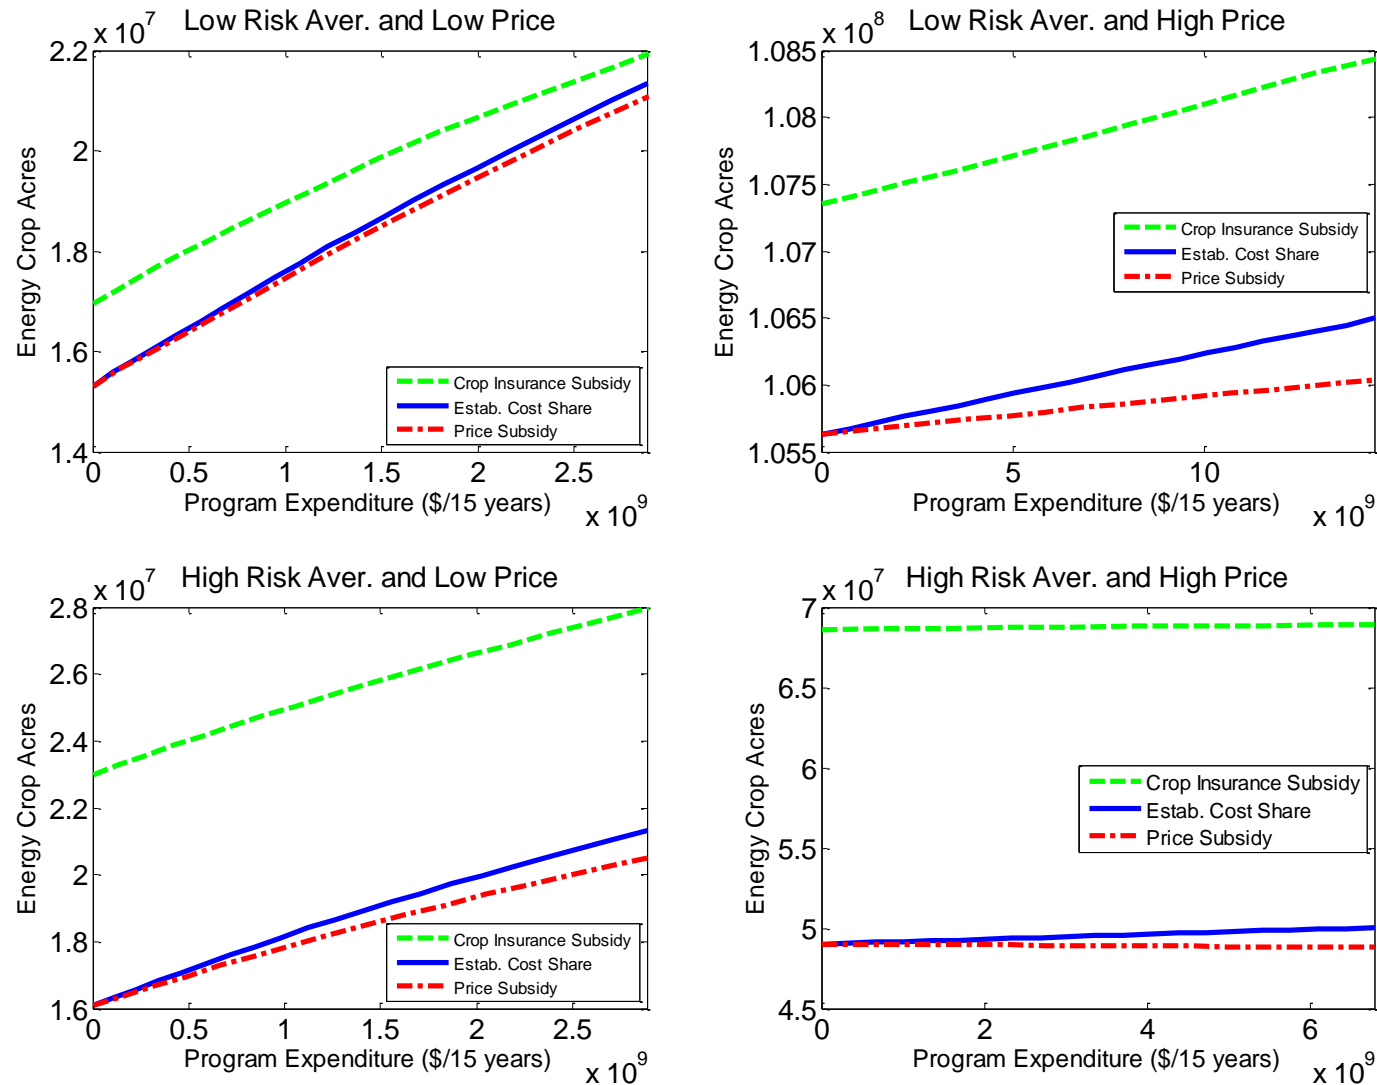 x 10^7
Low Risk Aver. and Low Price
2.2
2
1.8
1.6
1.4
Energy Crop Acres
Crop Insurance Subsidy
Estab. Cost Share
Price Subsidy
0 0.5 1 1.5 2 2.5
Program Expenditure ($/15 years)
x 10^9
x 10^8
Low Risk Aver. and High Price
1.085
1.08
1.075
1.07
1.065
1.06
1.055
Energy Crop Acres
Crop Insurance Subsidy
Estab. Cost Share
Price Subsidy
0 5 10
Program Expenditure ($/15 years)
x 10^9
x 10^7
High Risk Aver. and Low Price
2.8
2.6
2.4
2.2
2
1.8
1.6
Energy Crop Acres
Crop Insurance Subsidy
Estab. Cost Share
Price Subsidy
0 0.5 1 1.5 2 2.5
Program Expenditure ($/15 years)
x 10^9
x 10^7
High Risk Aver. and High Price
7
6.5
6
5.5
5
4.5
Energy Crop Acres
Crop Insurance Subsidy
Estab. Cost Share
Price Subsidy
0 2 4 6
Program Expenditure ($/15 years)
x 10^9